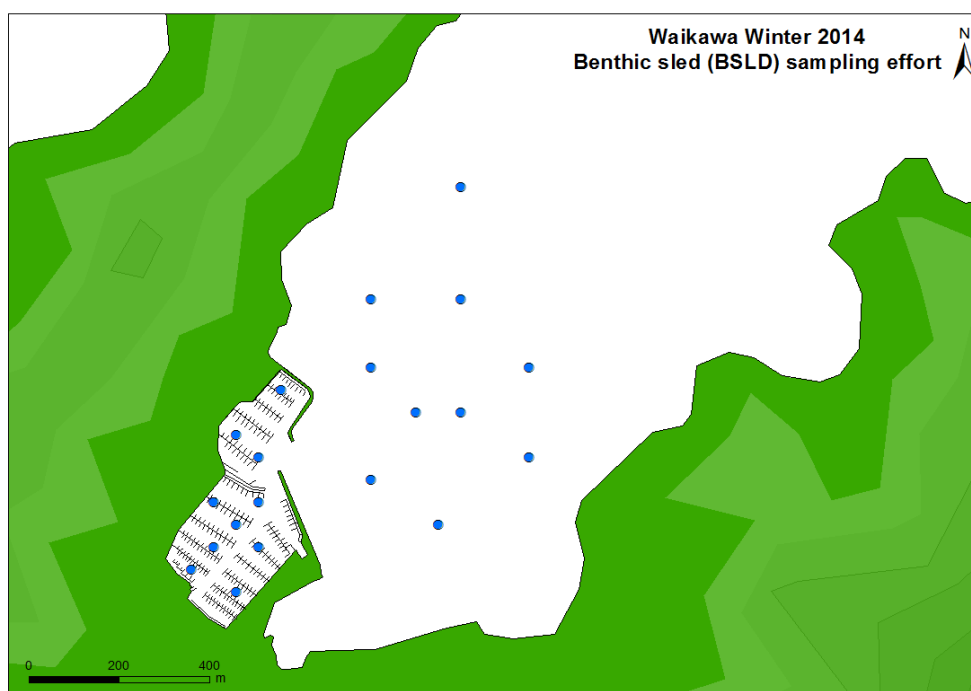 Waikawa Winter 2014
Benthic sled (BSLD) sampling effort
N
0 200 400
m